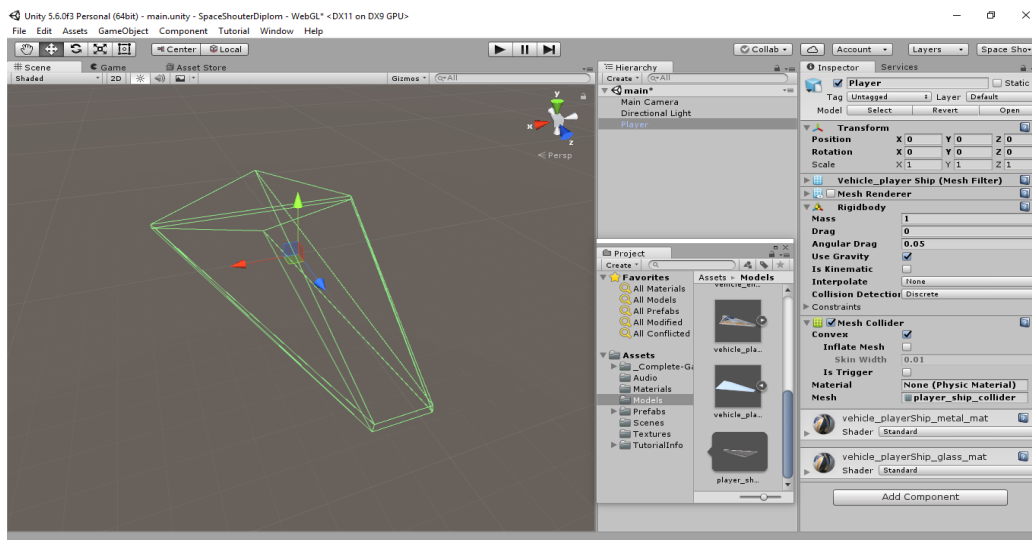 Unity 5.6.0f3 Personal (64bit) - main.unity - SpaceShouterDiplom - WebGL* <DX11 on DX9 GPU>
File Edit Assets GameObject Component Tutorial Window Help
Center Local Collab Account Layers Space Sho
Scene Game Asset Store
Shaded 2D Gizmos All
y
x
z
Persp
Hierarchy
Create All
main*
Main Camera
Directional Light
Player
Project
Create
Favorites
All Materials
All Models
All Prefabs
All Modified
All Conflicted
Assets
_Complete-Ga
Audio
Materials
Models
Prefabs
Scenes
Textures
TutorialInfo
Assets Models
vehicle_en...
vehicle_pla...
vehicle_pla...
player_sh...
Inspector Services
Player Static
Tag Untagged Layer Default
Model Select Revert Open
Transform
Position X 0 Y 0 Z 0
Rotation X 0 Y 0 Z 0
Scale X 1 Y 1 Z 1
Vehicle_player Ship (Mesh Filter)
Mesh Renderer
Rigidbody
Mass 1
Drag 0
Angular Drag 0.05
Use Gravity
Is Kinematic
Interpolate None
Collision Detection Discrete
Constraints
Mesh Collider
Convex
Inflate Mesh
Skin Width 0.01
Is Trigger
Material None (Physic Material)
Mesh player_ship_collider
vehicle_playerShip_metal_mat
Shader Standard
vehicle_playerShip_glass_mat
Shader Standard
Add Component